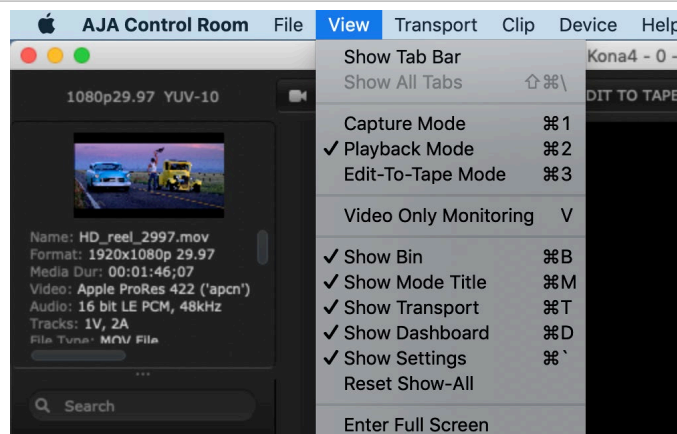 AJA Control Room File View Transport Clip Device Help
Kona4 - 0 -
1080p29.97 YUV-10
DIT TO TAPE
Show Tab Bar
Show All Tabs ⇧⌘\
Capture Mode ⌘1
✓ Playback Mode ⌘2
Edit-To-Tape Mode ⌘3
Video Only Monitoring V
✓ Show Bin ⌘B
✓ Show Mode Title ⌘M
✓ Show Transport ⌘T
✓ Show Dashboard ⌘D
✓ Show Settings ⌘`
Reset Show-All
Enter Full Screen
Name: HD_reel_2997.mov
Format: 1920x1080p 29.97
Media Dur: 00:01:46;07
Video: Apple ProRes 422 ('apcn')
Audio: 16 bit LE PCM, 48kHz
Tracks: 1V, 2A
File Type: MOV File
Search